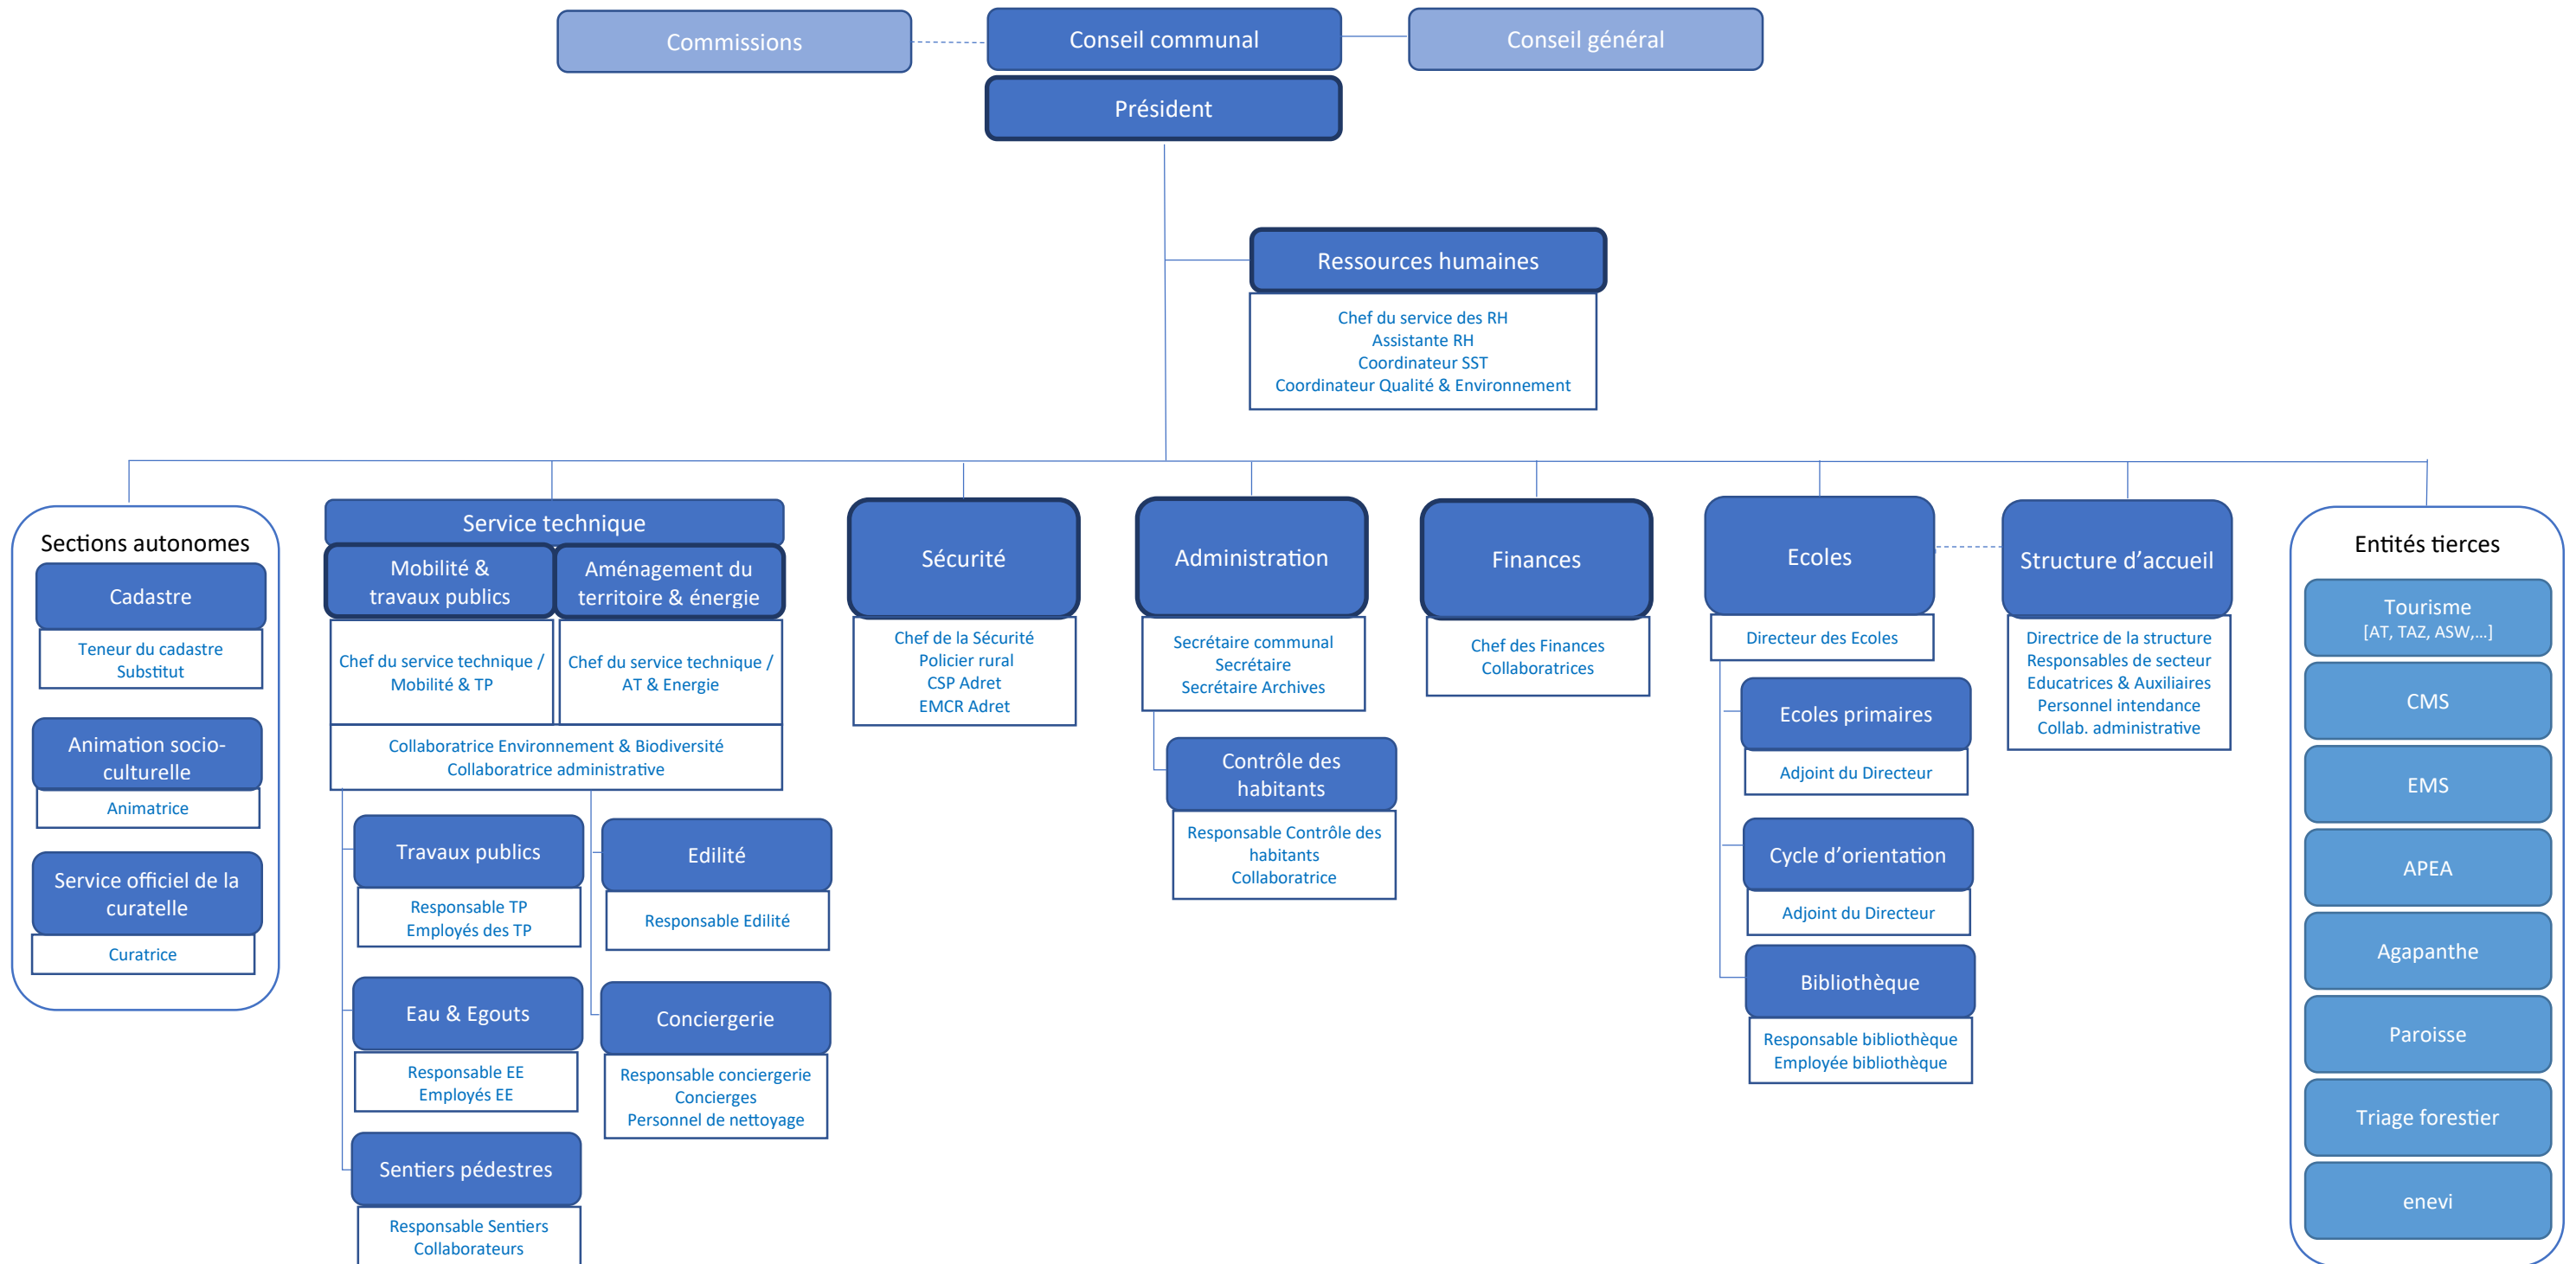 Commissions
Conseil communal
Conseil général
Président
Ressources humaines
Chef du service des RH
Assistante RH
Coordinateur SST
Coordinateur Qualité & Environnement
Sections autonomes
Cadastre
Teneur du cadastre
Substitut
Animation socio-
culturelle
Animatrice
Service officiel de la
curatelle
Curatrice
Service technique
Mobilité &
travaux publics
Aménagement du
territoire & énergie
Chef du service technique /
Mobilité & TP
Chef du service technique /
AT & Energie
Collaboratrice Environnement & Biodiversité
Collaboratrice administrative
Travaux publics
Responsable TP
Employés des TP
Eau & Egouts
Responsable EE
Employés EE
Sentiers pédestres
Responsable Sentiers
Collaborateurs
Edilité
Responsable Edilité
Conciergerie
Responsable conciergerie
Concierges
Personnel de nettoyage
Sécurité
Chef de la Sécurité
Policier rural
CSP Adret
EMCR Adret
Administration
Secrétaire communal
Secrétaire
Secrétaire Archives
Contrôle des
habitants
Responsable Contrôle des
habitants
Collaboratrice
Finances
Chef des Finances
Collaboratrices
Ecoles
Directeur des Ecoles
Ecoles primaires
Adjoint du Directeur
Cycle d’orientation
Adjoint du Directeur
Bibliothèque
Responsable bibliothèque
Employée bibliothèque
Structure d’accueil
Directrice de la structure
Responsables de secteur
Educatrices & Auxiliaires
Personnel intendance
Collab. administrative
Entités tierces
Tourisme
[AT, TAZ, ASW,...]
CMS
EMS
APEA
Agapanthe
Paroisse
Triage forestier
enevi